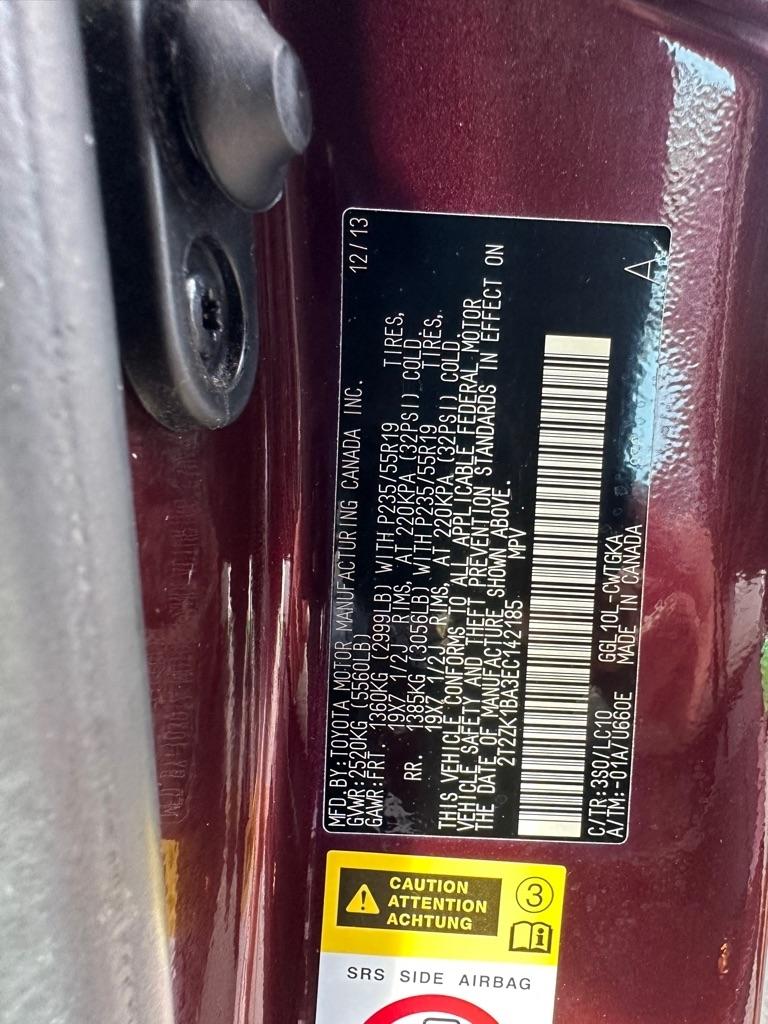 MFD.BY:TOYOTA MOTOR MANUFACTURING CANADA INC. 12/13
GVWR:2520KG (5560LB)
GAWR:FRT. 1360KG (2999LB) WITH P235/55R19 TIRES,
19X7 1/2J RIMS, AT 220KPA (32PSI) COLD.
RR. 1385KG (3056LB) WITH P235/55R19 TIRES,
19X7 1/2J RIMS, AT 220KPA (32PSI) COLD.
THIS VEHICLE CONFORMS TO ALL APPLICABLE FEDERAL MOTOR
VEHICLE SAFETY AND THEFT PREVENTION STANDARDS IN EFFECT ON
THE DATE OF MANUFACTURE SHOWN ABOVE.
2T2ZK1BA3EC142185 MPV
A
C/TR:3S0/LC10 GGL10L-CWTGKA
A/TM:-01A/U660E MADE IN CANADA
CAUTION
ATTENTION
ACHTUNG
3
SRS SIDE AIRBAG